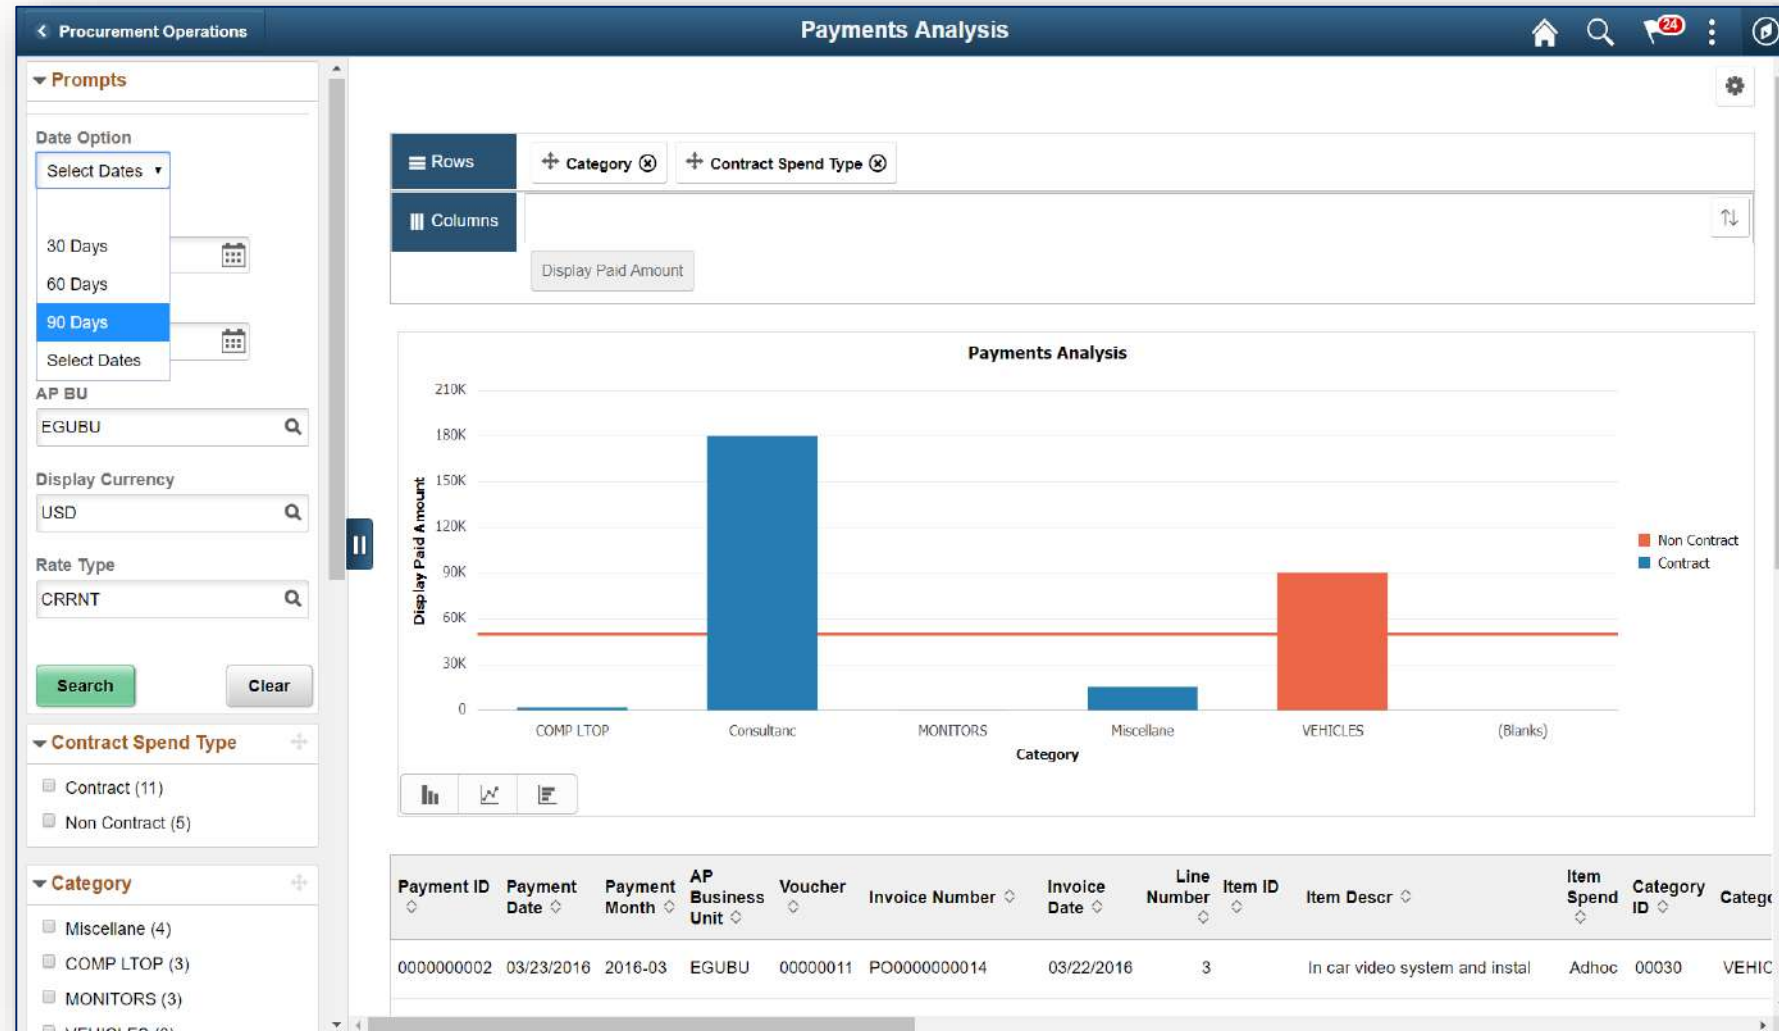 Procurement Operations
Payments Analysis
24
Prompts
Date Option
Select Dates
30 Days
60 Days
90 Days
Select Dates
AP BU
EGUBU
Display Currency
USD
Rate Type
CRRNT
Search
Clear
Contract Spend Type
Contract (11)
Non Contract (5)
Category
Miscellane (4)
COMP LTOP (3)
MONITORS (3)
Rows
Category
Contract Spend Type
Columns
Display Paid Amount
Payments Analysis
210K
180K
150K
120K
90K
60K
30K
0
Display Paid Amount
COMP LTOP
Consultanc
MONITORS
Miscellane
VEHICLES
(Blanks)
Category
Non Contract
Contract
Payment ID
Payment Date
Payment Month
AP Business Unit
Voucher
Invoice Number
Invoice Date
Line Number
Item ID
Item Descr
Item Spend
Category ID
Catego
0000000002 03/23/2016 2016-03 EGUBU 00000011 PO0000000014 03/22/2016 3 In car video system and instal Adhoc 00030 VEHIC